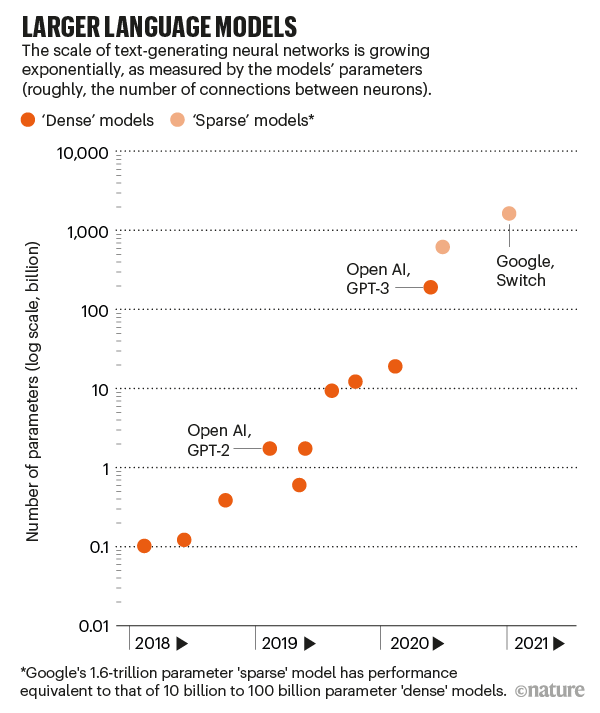 LARGER LANGUAGE MODELS
The scale of text-generating neural networks is growing
exponentially, as measured by the models’ parameters
(roughly, the number of connections between neurons).
‘Dense’ models ‘Sparse’ models*
Number of parameters (log scale, billion)
10,000
1,000
100
10
1
0.1
0.01
Google,
Switch
Open AI,
GPT-3
Open AI,
GPT-2
2018 2019 2020 2021
*Google's 1.6-trillion parameter 'sparse' model has performance
equivalent to that of 10 billion to 100 billion parameter 'dense' models. ©nature